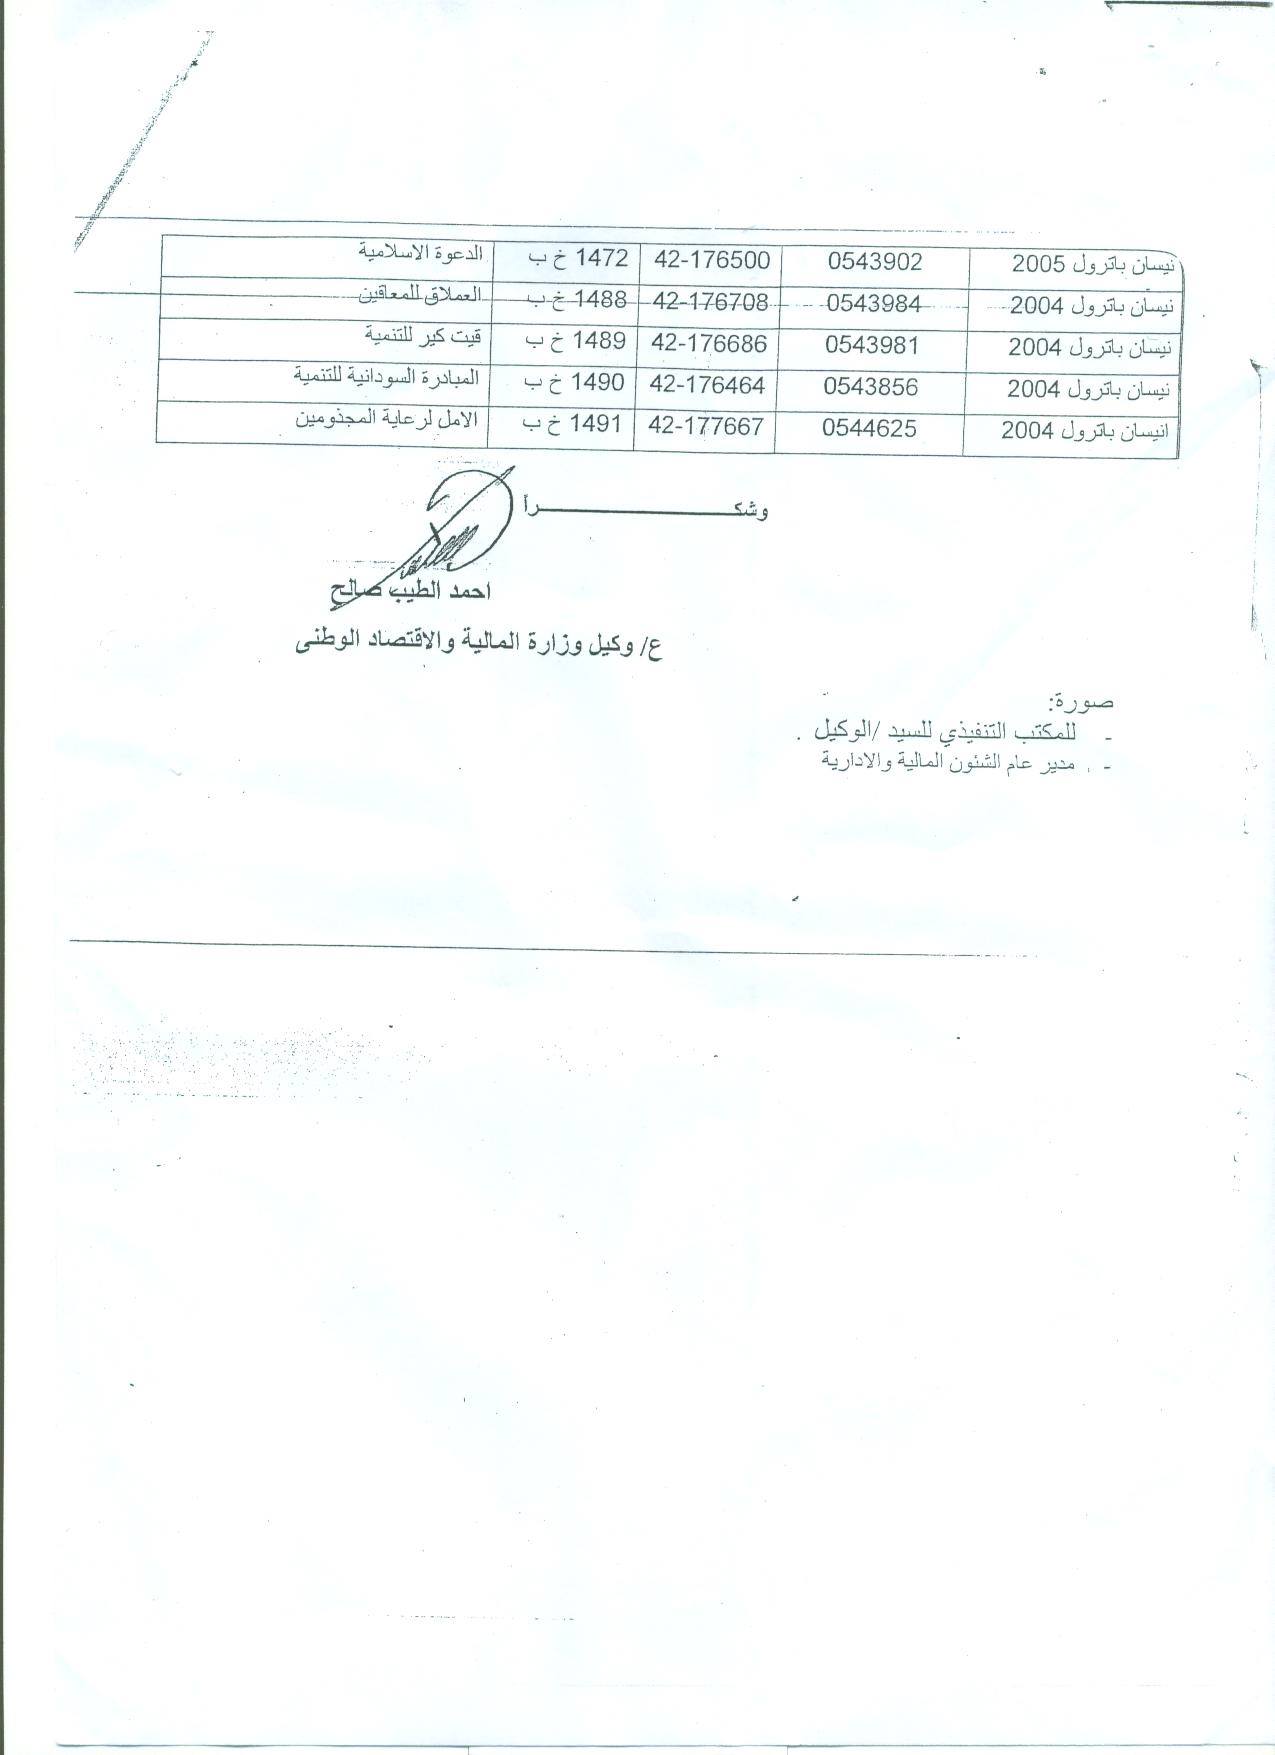 نيسان باترول 2005 0543902 42-176500 1472 خ ب الدعوة الاسلامية
نيسان باترول 2004 0543984 42-176708 1488 خ ب العملاق للمعاقين
نيسان باترول 2004 0543981 42-176686 1489 خ ب قيت كير للتنمية
نيسان باترول 2004 0543856 42-176464 1490 خ ب المبادرة السودانية للتنمية
انيسان باترول 2004 0544625 42-177667 1491 خ ب الامل لرعاية المجذومين
وشكــــــــــــــراً
احمد الطيب صالح
ع/ وكيل وزارة المالية والاقتصاد الوطنى
صورة:
- للمكتب التنفيذي للسيد /الوكيل .
- . مدير عام الشئون المالية والادارية